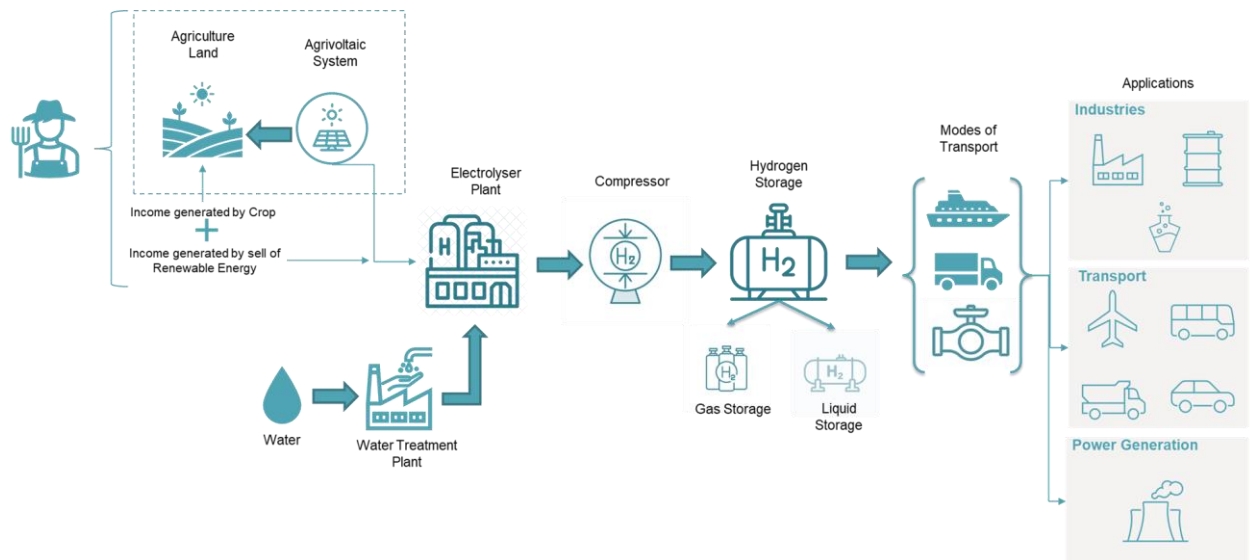 Agriculture
Land
Agrivoltaic
System
Income generated by Crop
Income generated by sell of
Renewable Energy
Water
Water Treatment
Plant
Electrolyser
Plant
H
Compressor
H2
Hydrogen
Storage
H2
H2
Gas Storage
H2
Liquid
Storage
Modes of
Transport
Applications
Industries
Transport
Power Generation